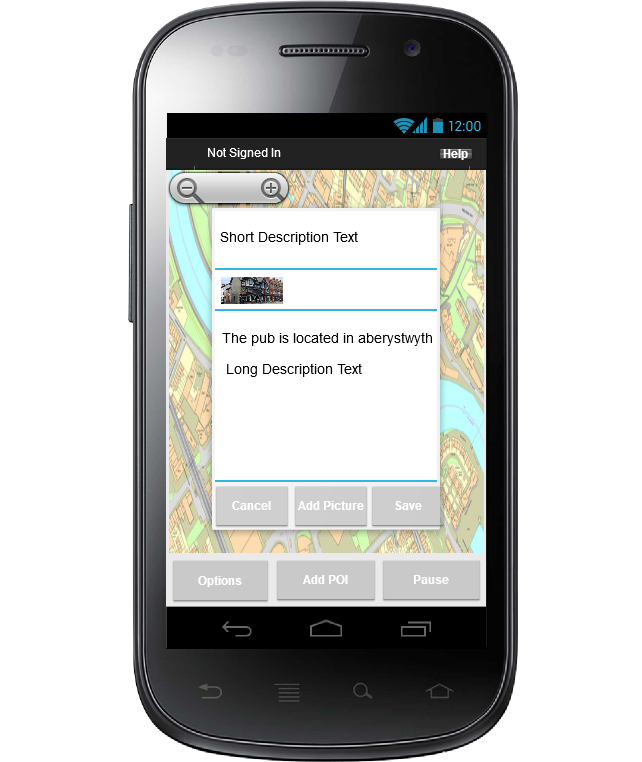 12:00
Not Signed In
Help
Short Description Text
The pub is located in aberystwyth
Long Description Text
Cancel
Add Picture
Save
Options
Add POI
Pause